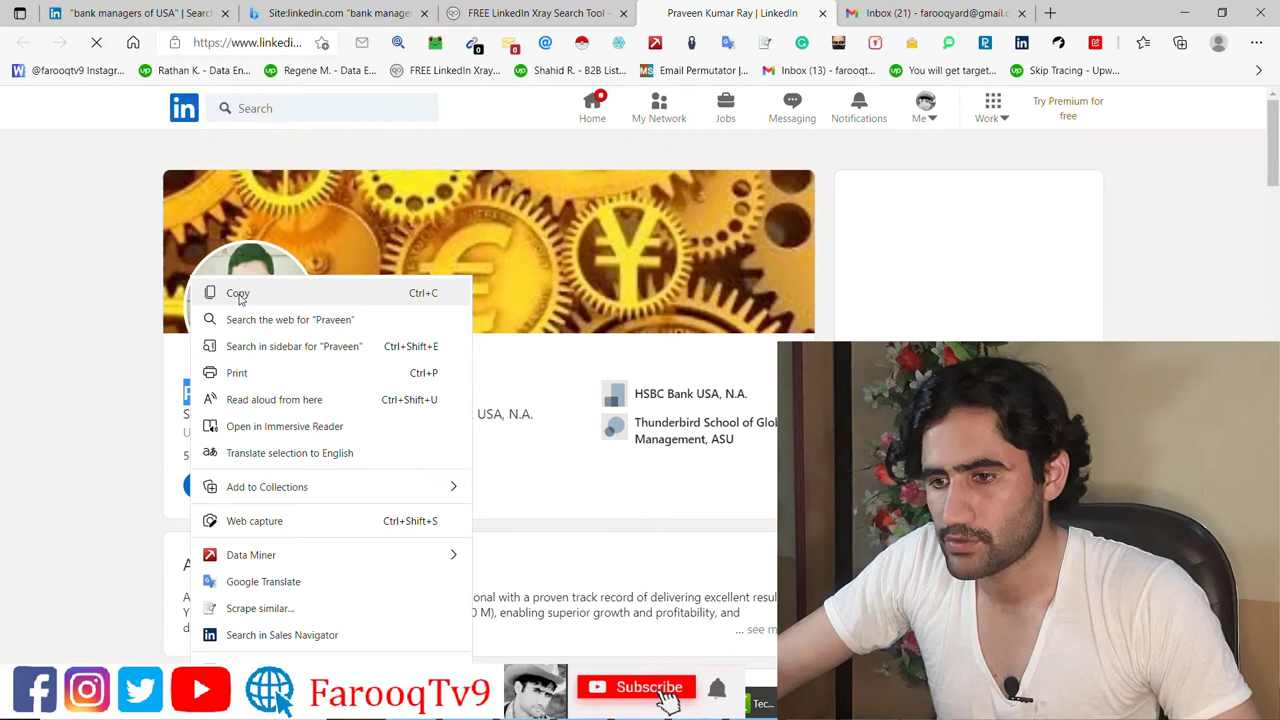 "bank managers of USA" | Search
Site:linkedin.com "bank manager
FREE LinkedIn Xray Search Tool –
Praveen Kumar Ray | LinkedIn
Inbox (21) - farooqyard@gmail.c
https://www.linkedi...
0
0
@farooqtv9 Instagr...
Rathan K. - Data En...
FREE LinkedIn Xray...
Regene M. - Data E...
Shahid R. - B2B List...
Email Permutator |...
Inbox (13) - farooqt...
You will get target...
Skip Tracing - Upw...
in
Search
Home
My Network
Jobs
Messaging
Notifications
Me
Work
Try Premium for
free
Copy Ctrl+C
Search the web for "Praveen"
Search in sidebar for "Praveen" Ctrl+Shift+E
Print Ctrl+P
Read aloud from here Ctrl+Shift+U
Open in Immersive Reader
Translate selection to English
Add to Collections
Web capture Ctrl+Shift+S
Data Miner
Google Translate
Scrape similar...
Search in Sales Navigator
USA, N.A.
HSBC Bank USA, N.A.
Thunderbird School of Glob
Management, ASU
onal with a proven track record of delivering excellent resul
0 M), enabling superior growth and profitability, and
... see m
FarooqTv9
Subscribe
Tec...